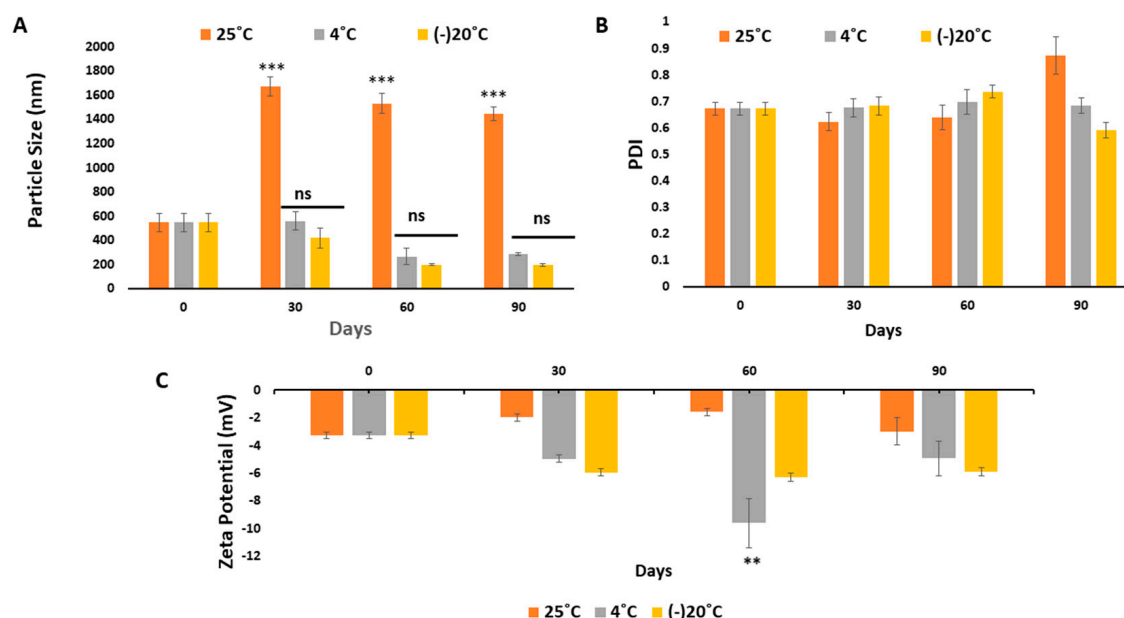 A
25˚C 4˚C (-)20˚C
Particle Size (nm)
2000
1800
1600
1400
1200
1000
800
600
400
200
0
***
***
***
ns
ns
ns
0 30 60 90
Days
B
25˚C 4˚C (-)20˚C
PDI
1
0.9
0.8
0.7
0.6
0.5
0.4
0.3
0.2
0.1
0
0 30 60 90
Days
C
0 30 60 90
Zeta Potential (mV)
0
-2
-4
-6
-8
-10
-12
**
Days
25˚C 4˚C (-)20˚C